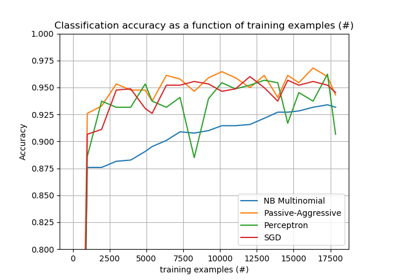 Classification accuracy as a function of training examples (#)
1.000
0.975
0.950
0.925
0.900
0.875
0.850
0.825
0.800
Accuracy
NB Multinomial
Passive-Aggressive
Perceptron
SGD
0 2500 5000 7500 10000 12500 15000 17500
training examples (#)